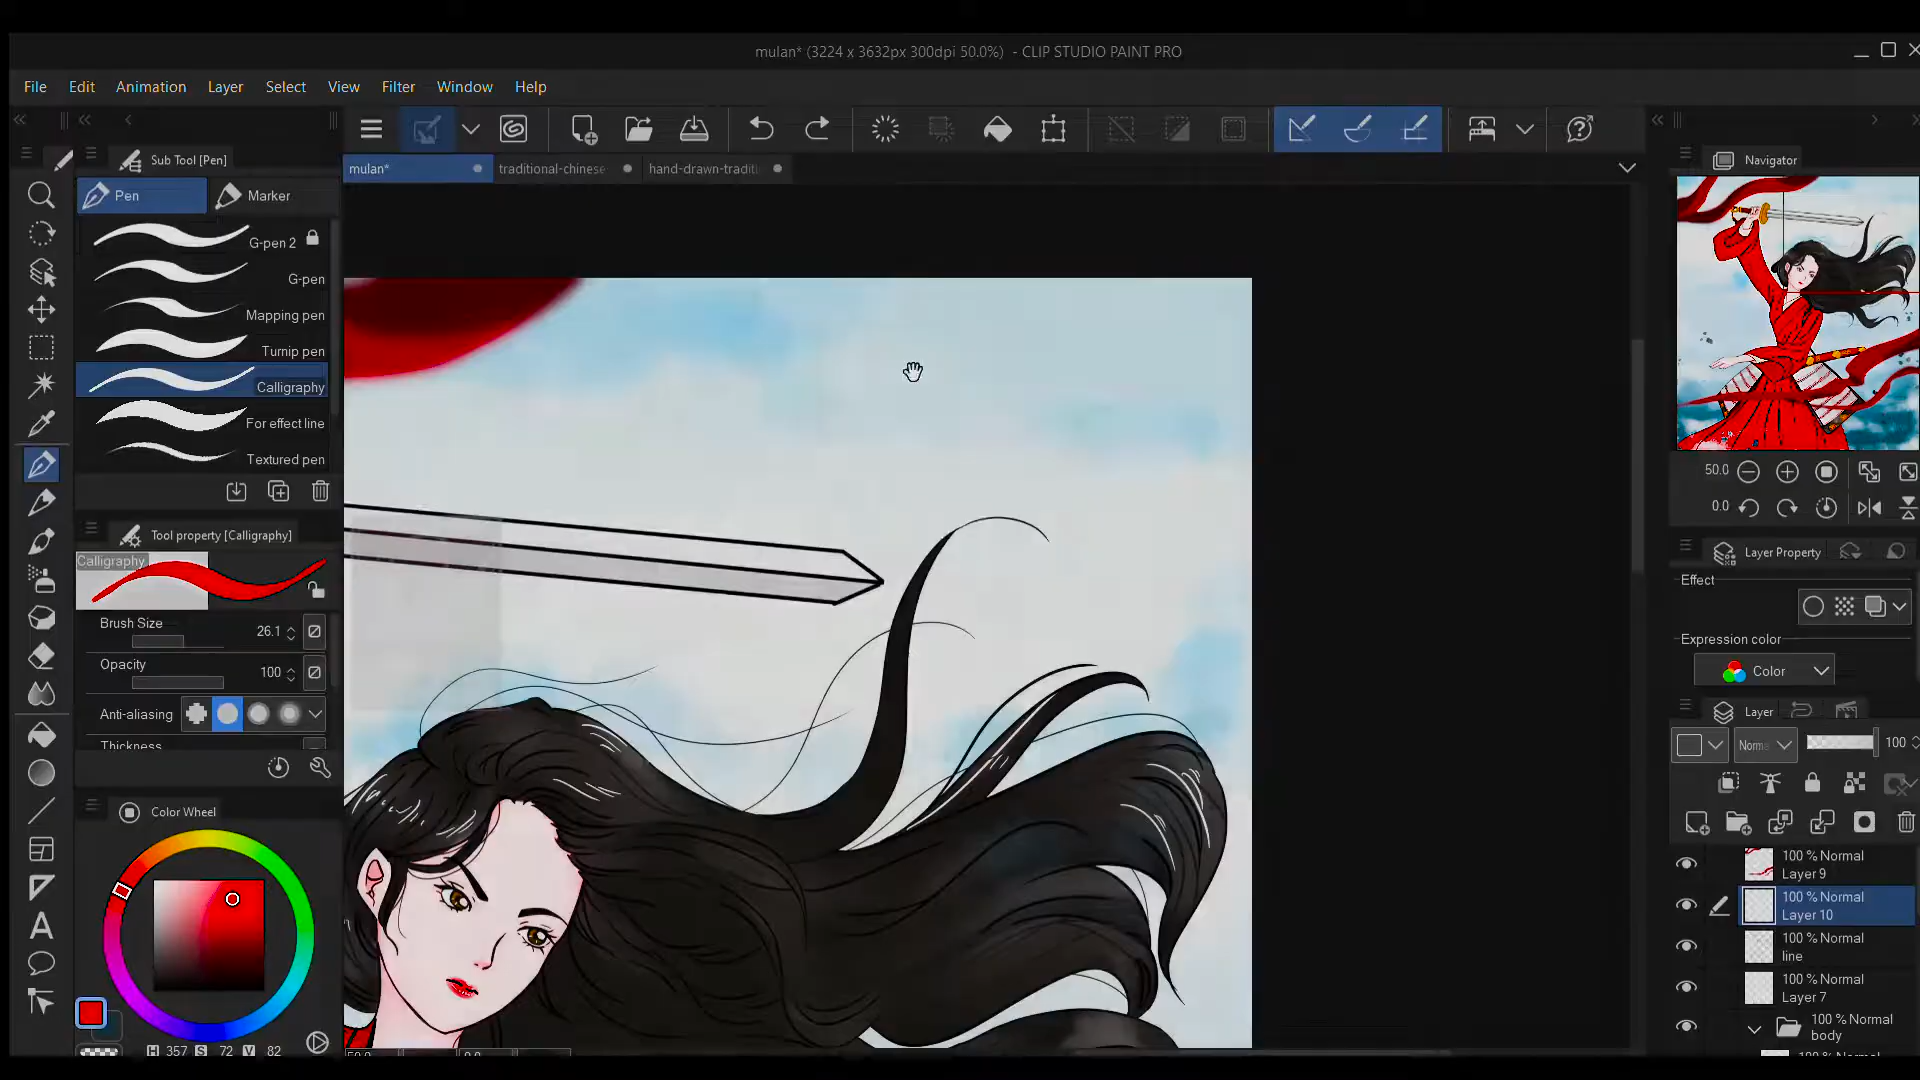 mulan* (3224 x 3632px 300dpi 50.0%) - CLIP STUDIO PAINT PRO
File Edit Animation Layer Select View Filter Window Help
Sub Tool [Pen]
Pen Marker
G-pen 2
G-pen
Mapping pen
Turnip pen
Calligraphy
For effect line
Textured pen
Tool property [Calligraphy]
Calligraphy
Brush Size 26.1
Opacity 100
Anti-aliasing
Thickness
Color Wheel
H 357 S 72 V 82
mulan* traditional-chinese hand-drawn-traditi
Navigator
50.0
0.0
Layer Property
Effect
Expression color
Color
Layer
Norma 100
100 % Normal
Layer 9
100 % Normal
Layer 10
100 % Normal
line
100 % Normal
Layer 7
100 % Normal
body